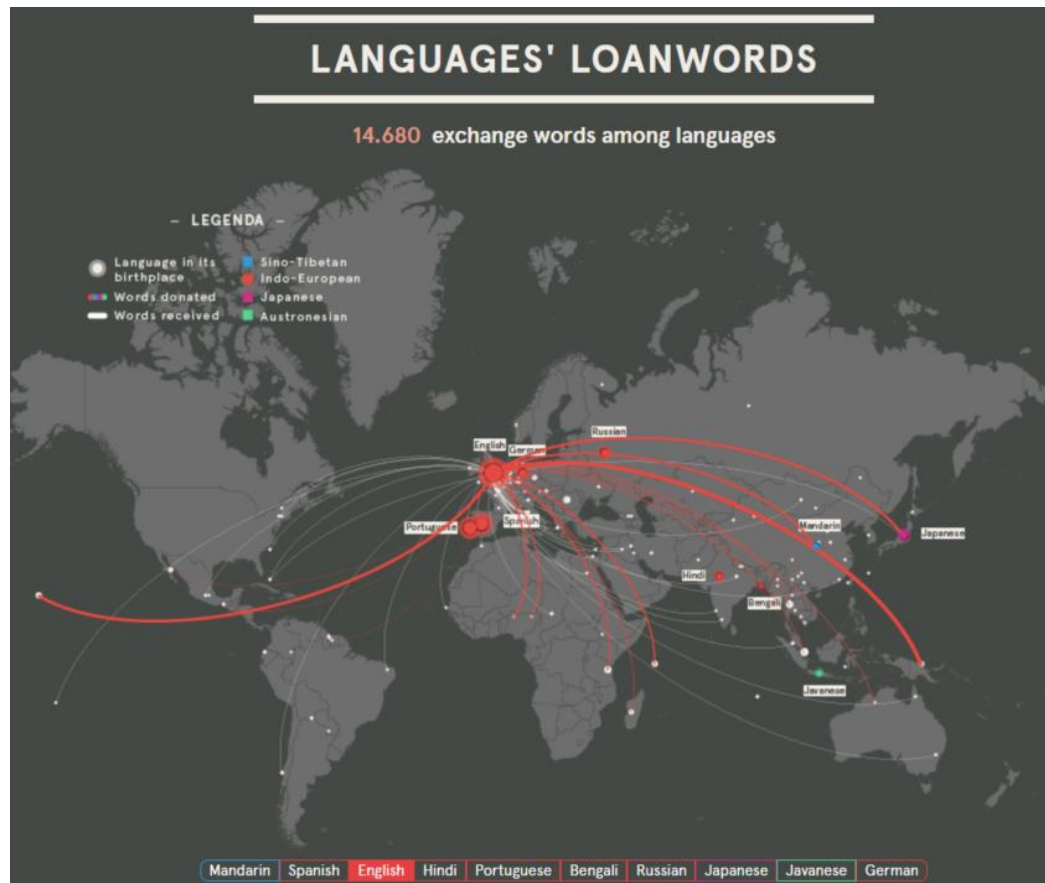 LANGUAGES' LOANWORDS
14.680 exchange words among languages
– LEGENDA –
Language in its
birthplace
Words donated
Words received
Sino-Tibetan
Indo-European
Japanese
Austronesian
English
German
Russian
Portuguese
Spanish
Mandarin
Japanese
Hindi
Bengali
Javanese
Mandarin Spanish English Hindi Portuguese Bengali Russian Japanese Javanese German